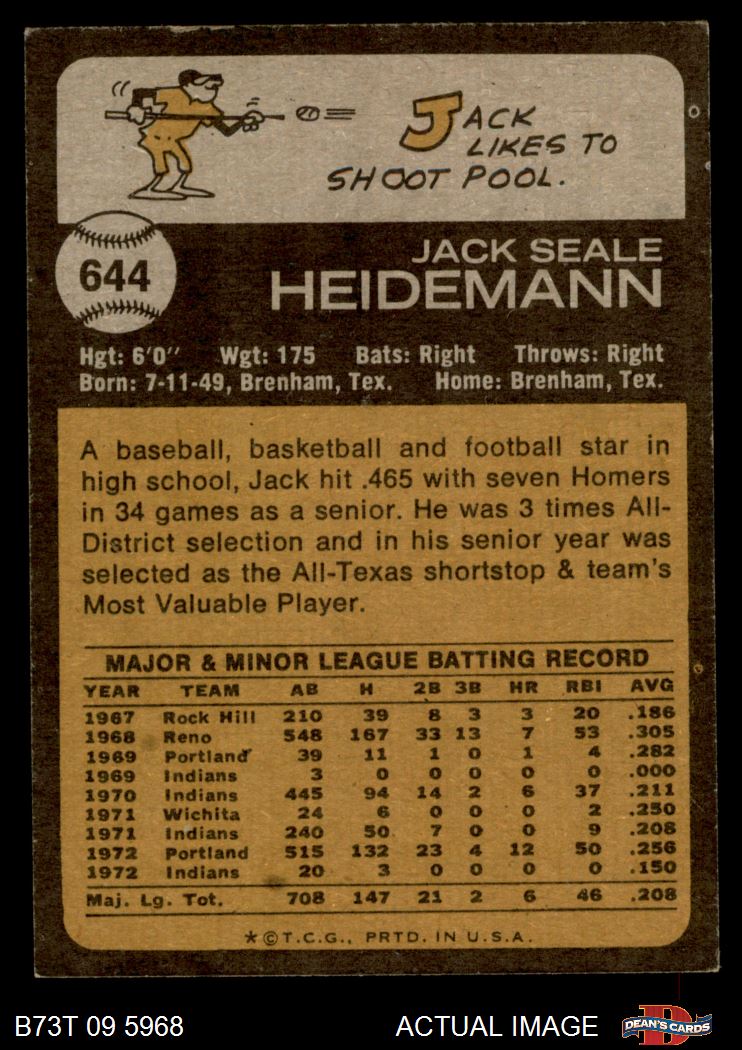 JACK
LIKES TO
SHOOT POOL.
644
JACK SEALE
HEIDEMANN
Hgt: 6'0" Wgt: 175 Bats: Right Throws: Right
Born: 7-11-49, Brenham, Tex. Home: Brenham, Tex.
A baseball, basketball and football star in
high school, Jack hit .465 with seven Homers
in 34 games as a senior. He was 3 times All-
District selection and in his senior year was
selected as the All-Texas shortstop & team's
Most Valuable Player.
MAJOR & MINOR LEAGUE BATTING RECORD
YEAR TEAM AB H 2B 3B HR RBI AVG
1967 Rock Hill 210 39 8 3 3 20 .186
1968 Reno 548 167 33 13 7 53 .305
1969 Portland 39 11 1 0 1 4 .282
1969 Indians 3 0 0 0 0 0 .000
1970 Indians 445 94 14 2 6 37 .211
1971 Wichita 24 6 0 0 0 2 .250
1971 Indians 240 50 7 0 0 9 .208
1972 Portland 515 132 23 4 12 50 .256
1972 Indians 20 3 0 0 0 0 .150
Maj. Lg. Tot. 708 147 21 2 6 46 .208
*©T.C.G., PRTD. IN U.S.A.
B73T 09 5968 ACTUAL IMAGE D DEAN'S CARDS